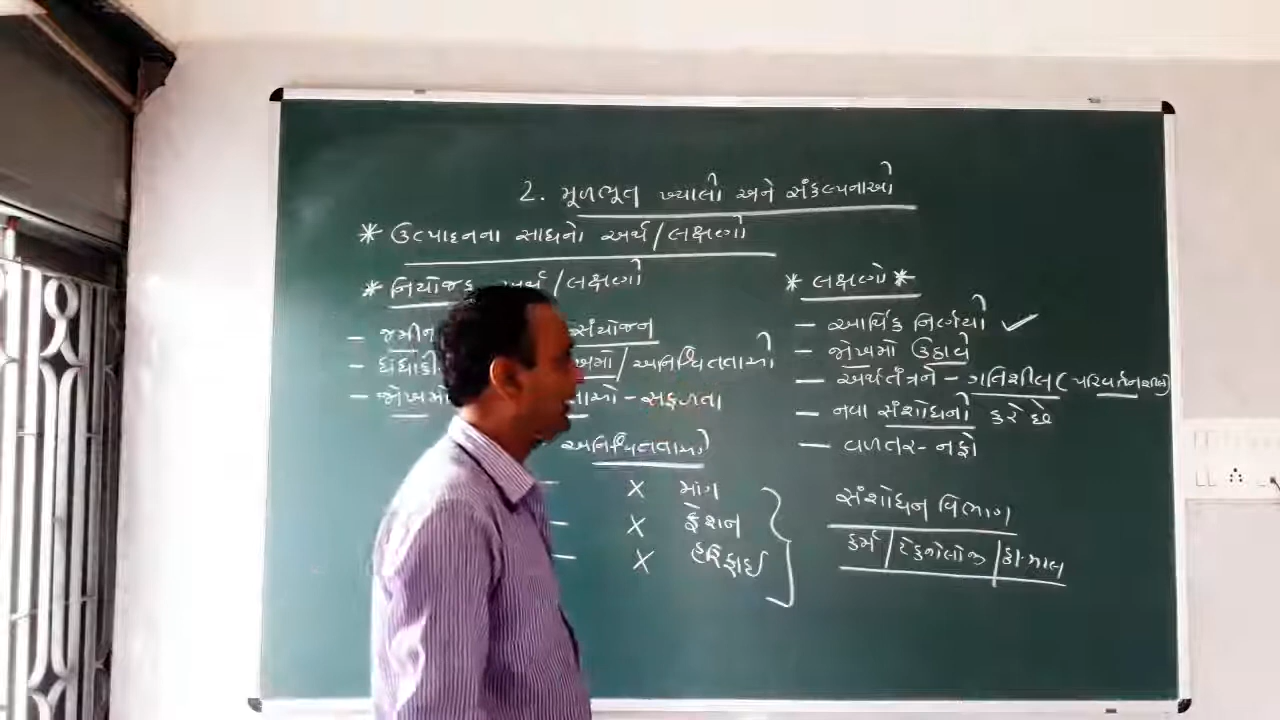 2. મૂળભૂત ખ્યાલો અને સંકલ્પનાઓ
* ઉત્પાદનના સાધનો અર્થ/લક્ષણો
* નિયોજક અર્થ/લક્ષણો
– જમીન સંયોજન
– ધંધાકી ખમો/અનિશ્ચિતતાઓ
– જોખમો તાઓ – સફળતા
અનિશ્ચિતતાઓ
– X માંગ
– X ફેશન
– X હરિફાઈ
* લક્ષણો *
– આર્થિક નિર્ણયો ✓
– જોખમો ઉઠાવે
– અર્થતંત્રને – ગતિશીલ (પરિવર્તનશીલ)
– નવા સંશોધનો કરે છે
– વળતર - નફો
સંશોધન વિભાગ
ફર્મ/ટેકનોલોજી/કા.માલ